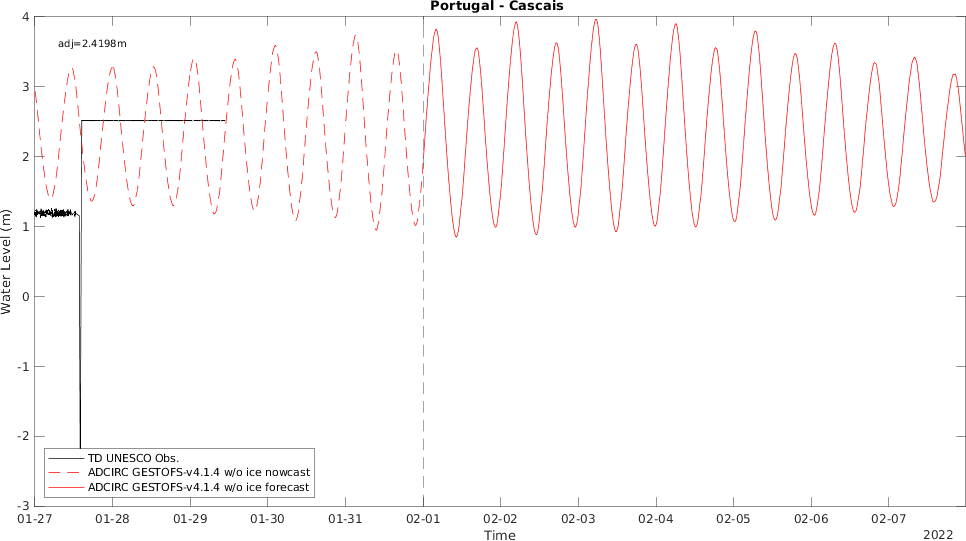 Portugal - Cascais
adj=2.4198m
4
3
2
1
0
-1
-2
-3
Water Level (m)
TD UNESCO Obs.
ADCIRC GESTOFS-v4.1.4 w/o ice nowcast
ADCIRC GESTOFS-v4.1.4 w/o ice forecast
01-27 01-28 01-29 01-30 01-31 02-01 02-02 02-03 02-04 02-05 02-06 02-07
Time
2022